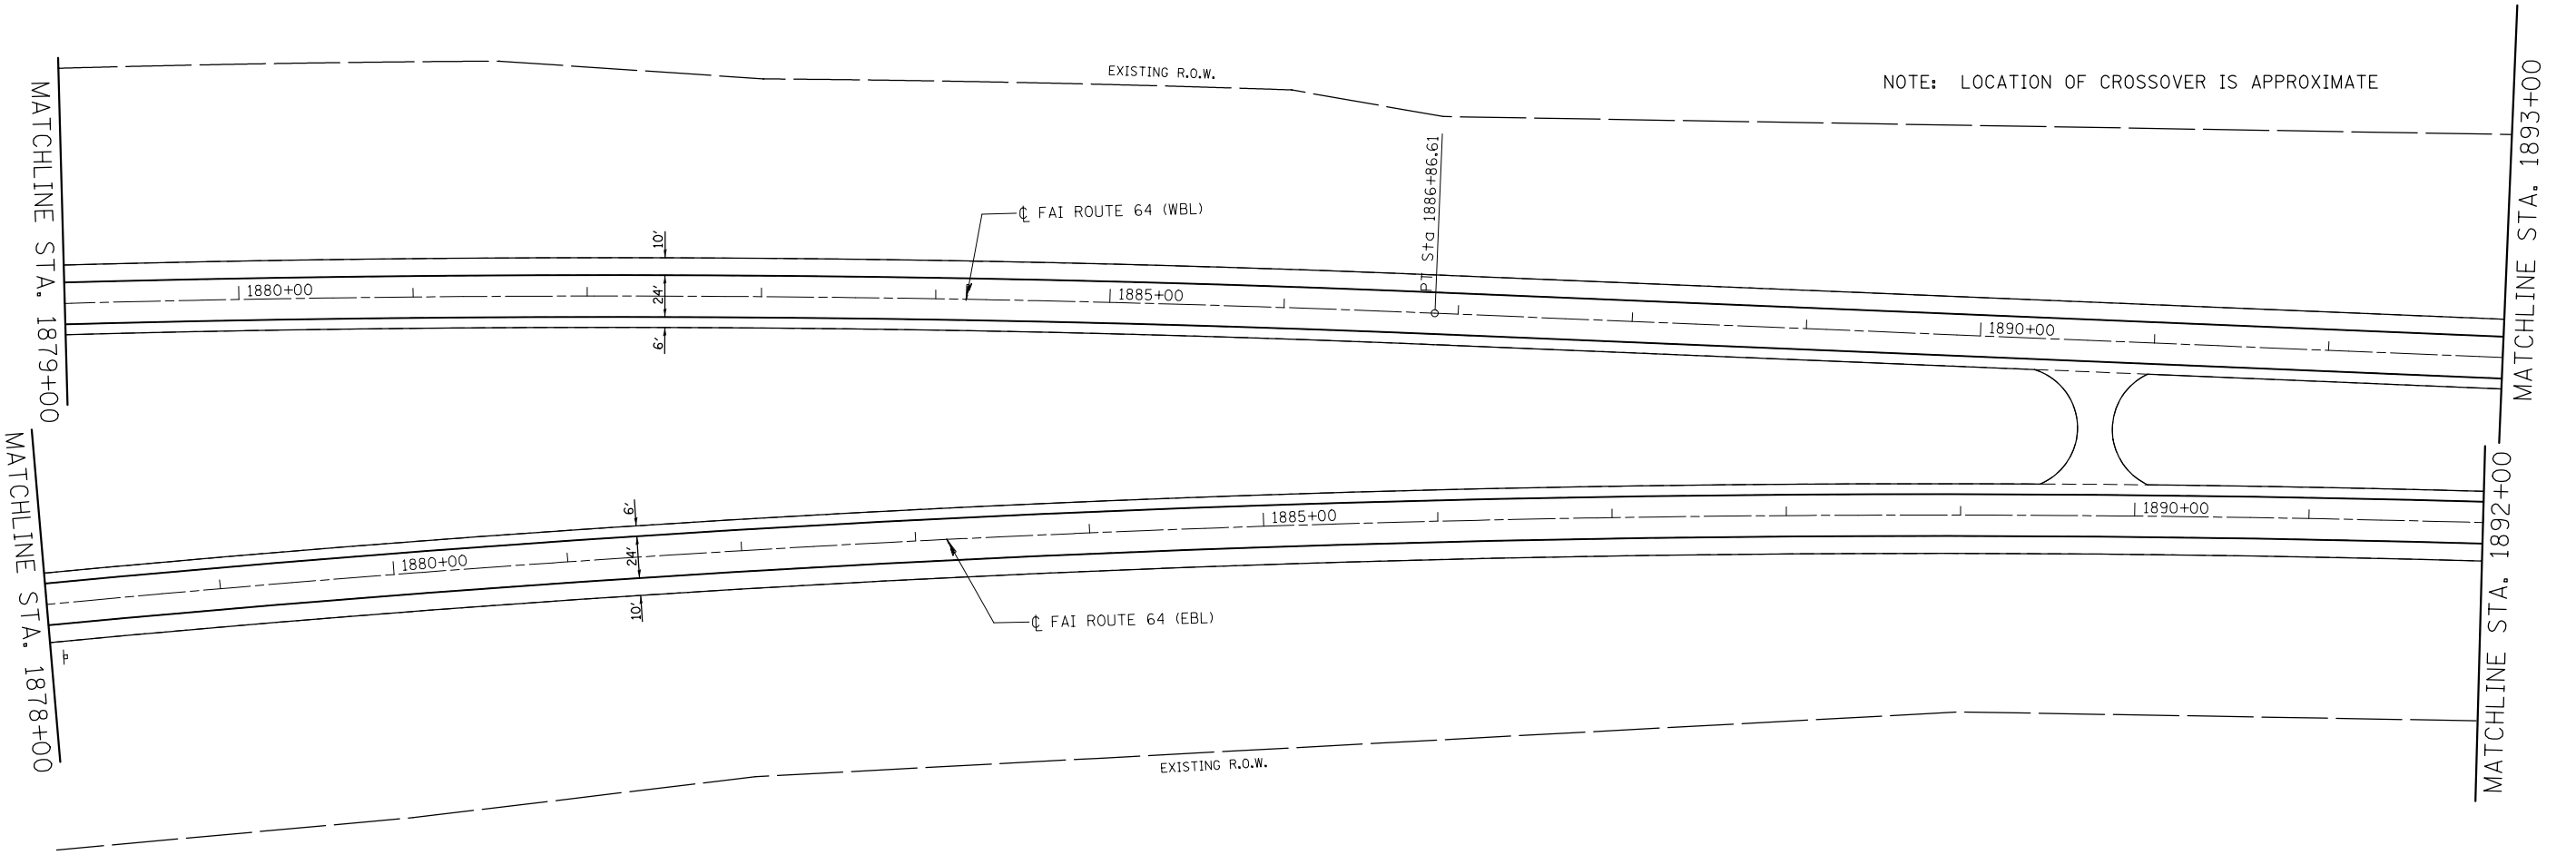 EXISTING R.O.W.
NOTE: LOCATION OF CROSSOVER IS APPROXIMATE
MATCHLINE STA. 1879+00
MATCHLINE STA. 1893+00
PT Sta 1886+86.61
℄ FAI ROUTE 64 (WBL)
10'
24'
6'
1880+00
1885+00
1890+00
MATCHLINE STA. 1878+00
MATCHLINE STA. 1892+00
6'
24'
10'
1880+00
1885+00
1890+00
℄ FAI ROUTE 64 (EBL)
EXISTING R.O.W.